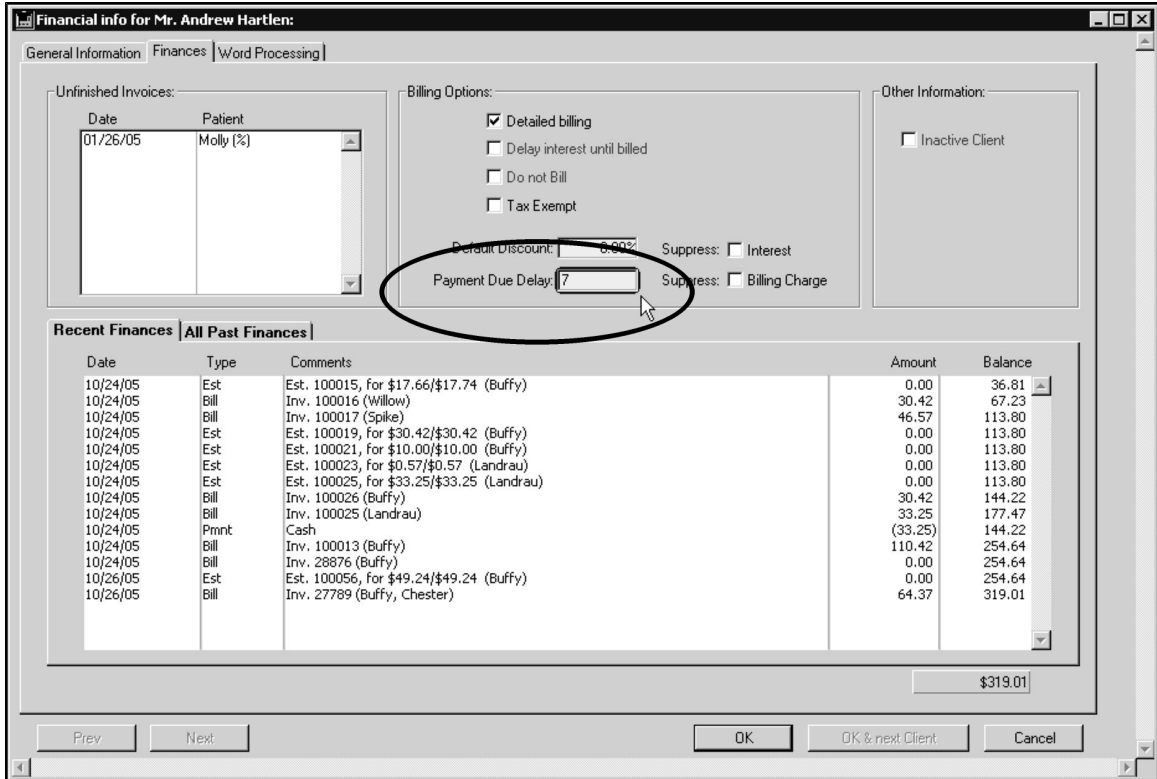 Financial info for Mr. Andrew Hartlen:
General Information Finances Word Processing
Unfinished Invoices:
Date Patient
01/26/05 Molly (%)
Billing Options:
Detailed billing
Delay interest until billed
Do not Bill
Tax Exempt
Default Discount: 0.00% Suppress: Interest
Payment Due Delay: 7 Suppress: Billing Charge
Other Information:
Inactive Client
Recent Finances All Past Finances
Date Type Comments Amount Balance
10/24/05 Est Est. 100015, for $17.66/$17.74 (Buffy) 0.00 36.81
10/24/05 Bill Inv. 100016 (Willow) 30.42 67.23
10/24/05 Bill Inv. 100017 (Spike) 46.57 113.80
10/24/05 Est Est. 100019, for $30.42/$30.42 (Buffy) 0.00 113.80
10/24/05 Est Est. 100021, for $10.00/$10.00 (Buffy) 0.00 113.80
10/24/05 Est Est. 100023, for $0.57/$0.57 (Landrau) 0.00 113.80
10/24/05 Est Est. 100025, for $33.25/$33.25 (Landrau) 0.00 113.80
10/24/05 Bill Inv. 100026 (Buffy) 30.42 144.22
10/24/05 Bill Inv. 100025 (Landrau) 33.25 177.47
10/24/05 Pmnt Cash (33.25) 144.22
10/24/05 Bill Inv. 100013 (Buffy) 110.42 254.64
10/24/05 Bill Inv. 28876 (Buffy) 0.00 254.64
10/26/05 Est Est. 100056, for $49.24/$49.24 (Buffy) 0.00 254.64
10/26/05 Bill Inv. 27789 (Buffy, Chester) 64.37 319.01
$319.01
Prev Next OK OK & next Client Cancel